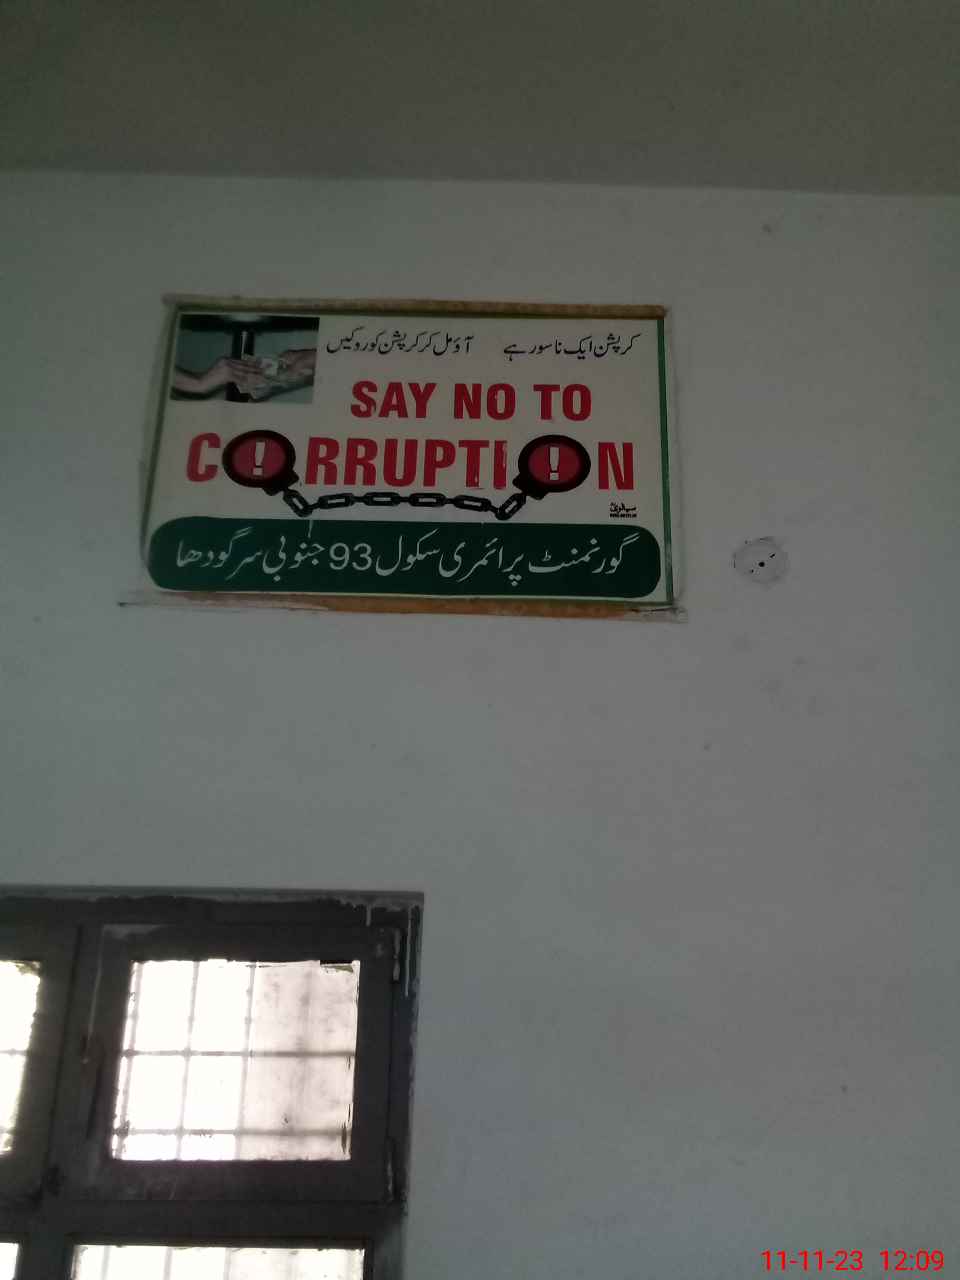 کرپشن ایک ناسور ہے آؤ مل کر کرپشن کو روکیں
SAY NO TO
CORRUPTION
گورنمنٹ پرائمری سکول 93 جنوبی سرگودھا
11-11-23 12:09